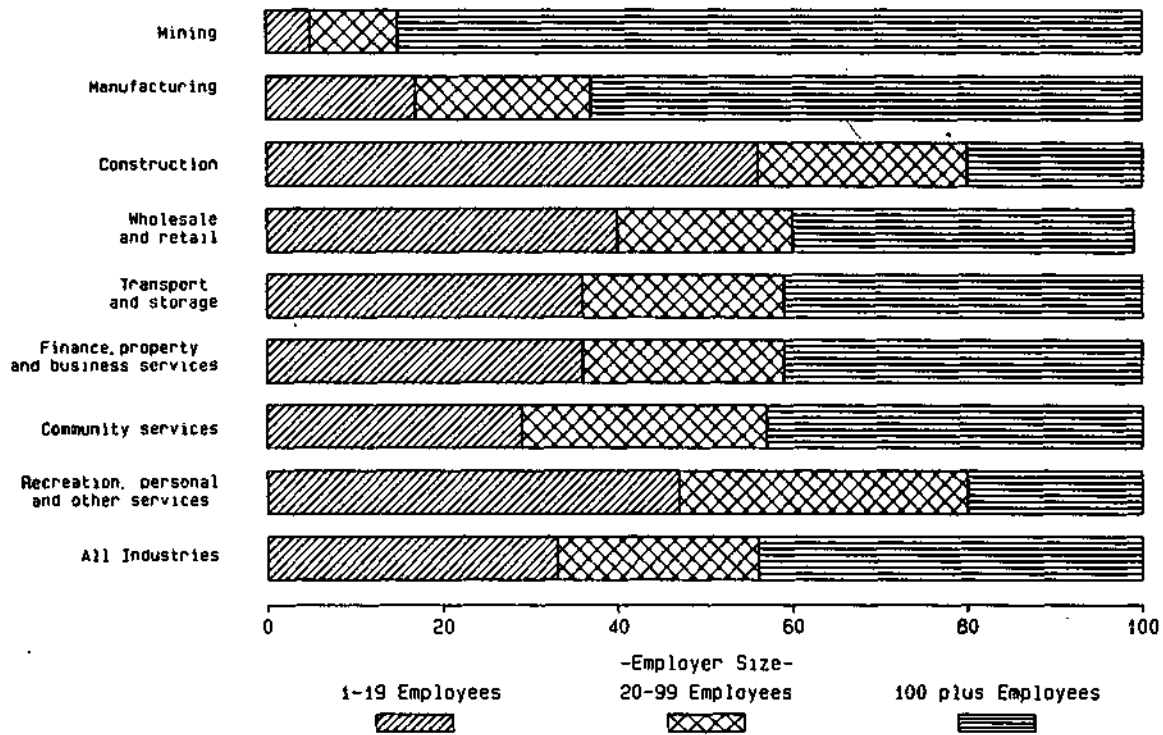 Mining
Manufacturing
Construction
Wholesale
and retail
Transport
and storage
Finance, property
and business services
Community services
Recreation, personal
and other services
All Industries
0 20 40 60 80 100
-Employer Size-
1-19 Employees 20-99 Employees 100 plus Employees